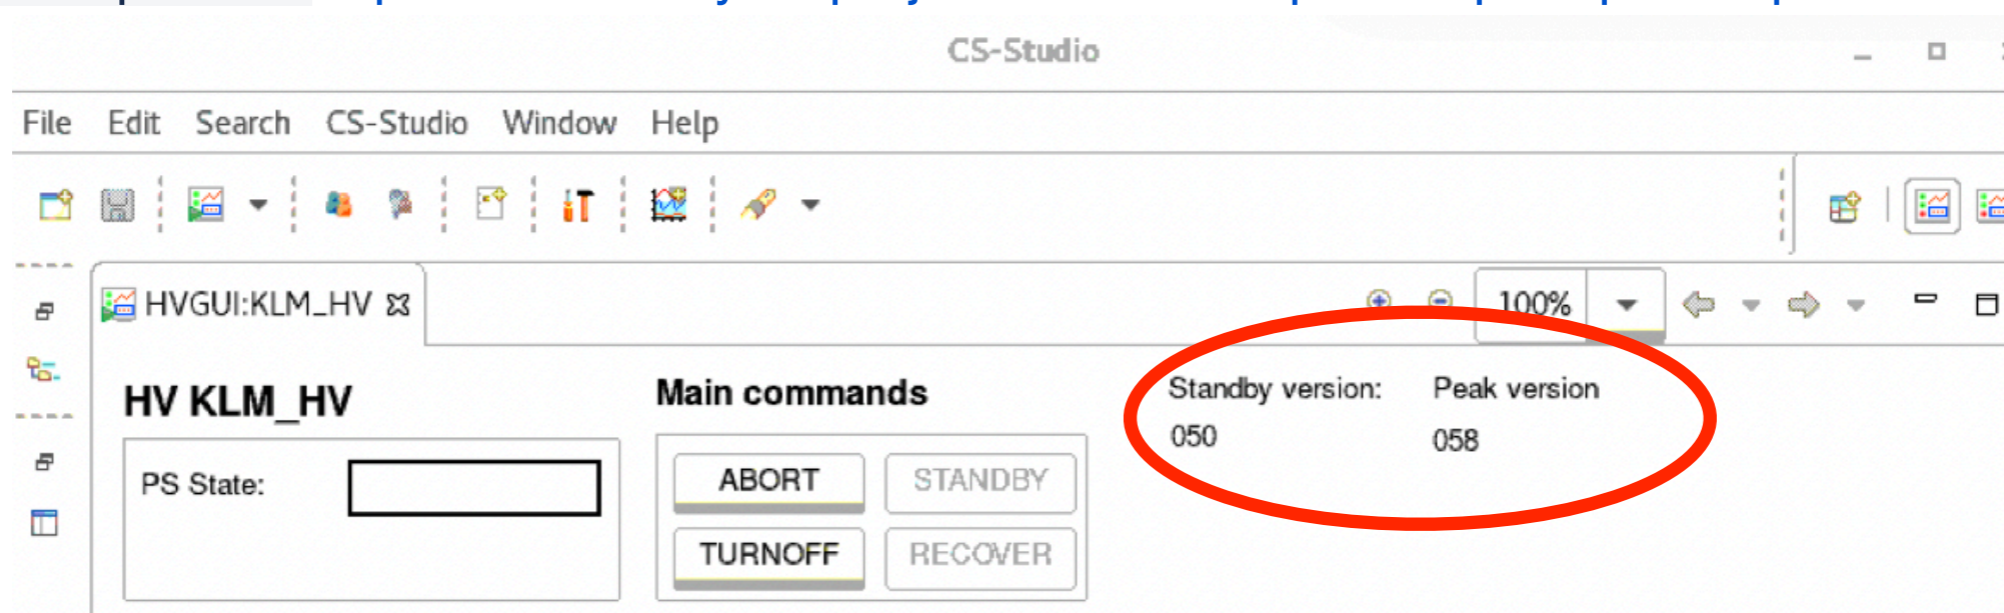 CS-Studio
File Edit Search CS-Studio Window Help
HVGUI:KLM_HV
100%
HV KLM_HV
Main commands
Standby version: Peak version
050 058
PS State:
ABORT STANDBY
TURNOFF RECOVER